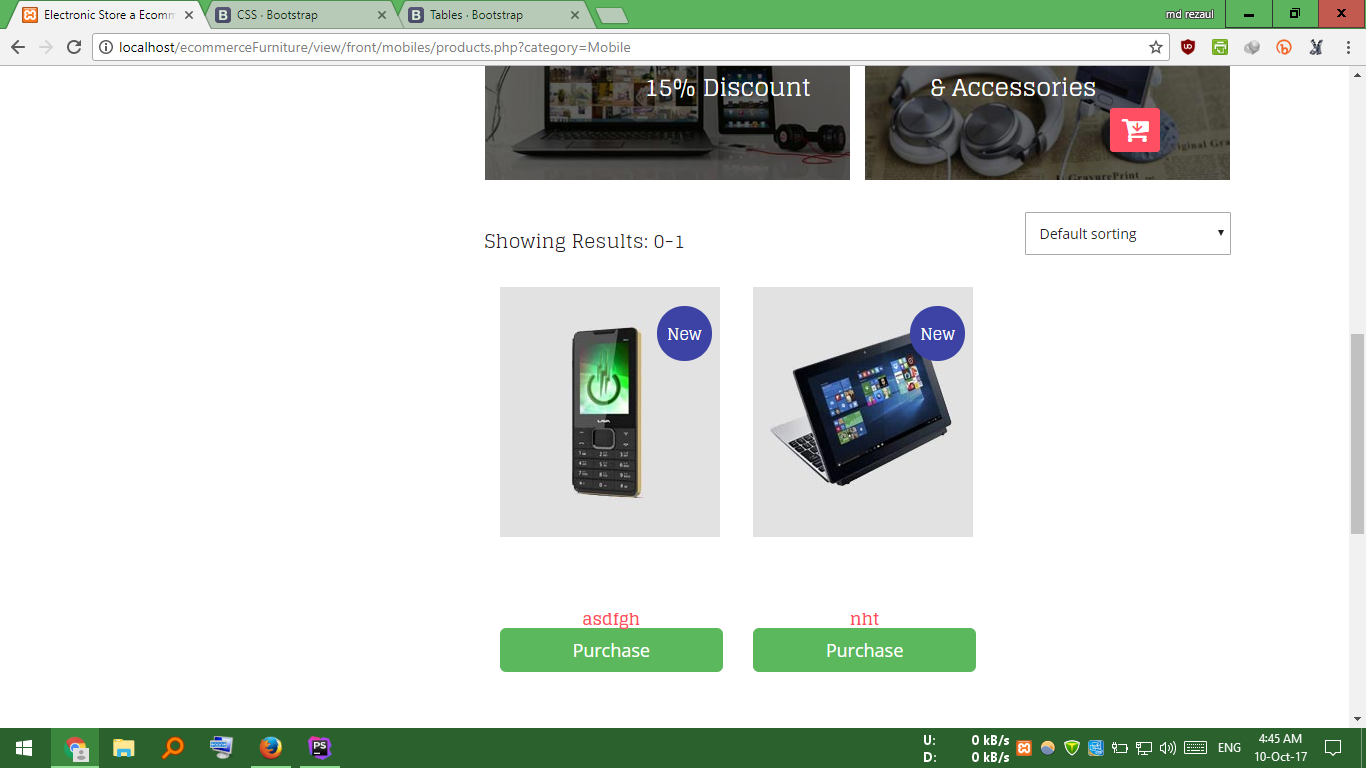 Electronic Store a Ecomm
CSS · Bootstrap
Tables · Bootstrap
md rezaul
localhost/ecommerceFurniture/view/front/mobiles/products.php?category=Mobile
15% Discount
& Accessories
Showing Results: 0-1
Default sorting
New
New
asdfgh
nht
Purchase
Purchase
U: 0 kB/s
D: 0 kB/s
ENG
4:45 AM
10-Oct-17
PS